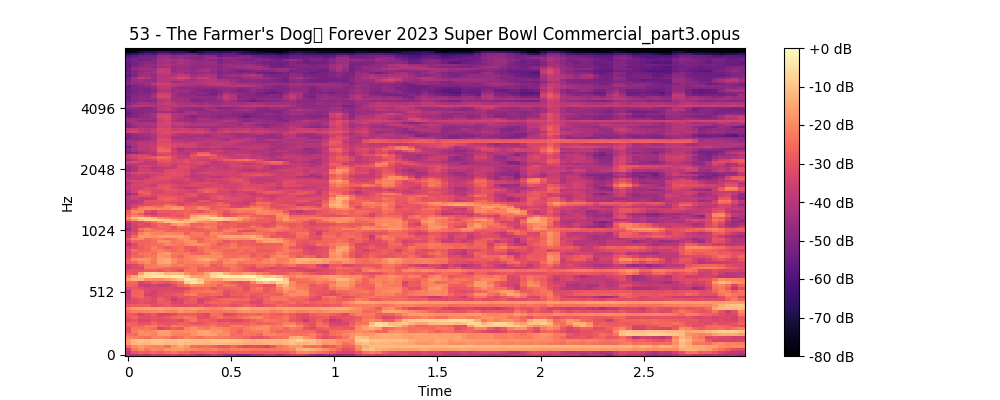 53 - The Farmer's Dog▯ Forever 2023 Super Bowl Commercial_part3.opus
Hz
4096
2048
1024
512
0
0 0.5 1 1.5 2 2.5
Time
+0 dB
-10 dB
-20 dB
-30 dB
-40 dB
-50 dB
-60 dB
-70 dB
-80 dB